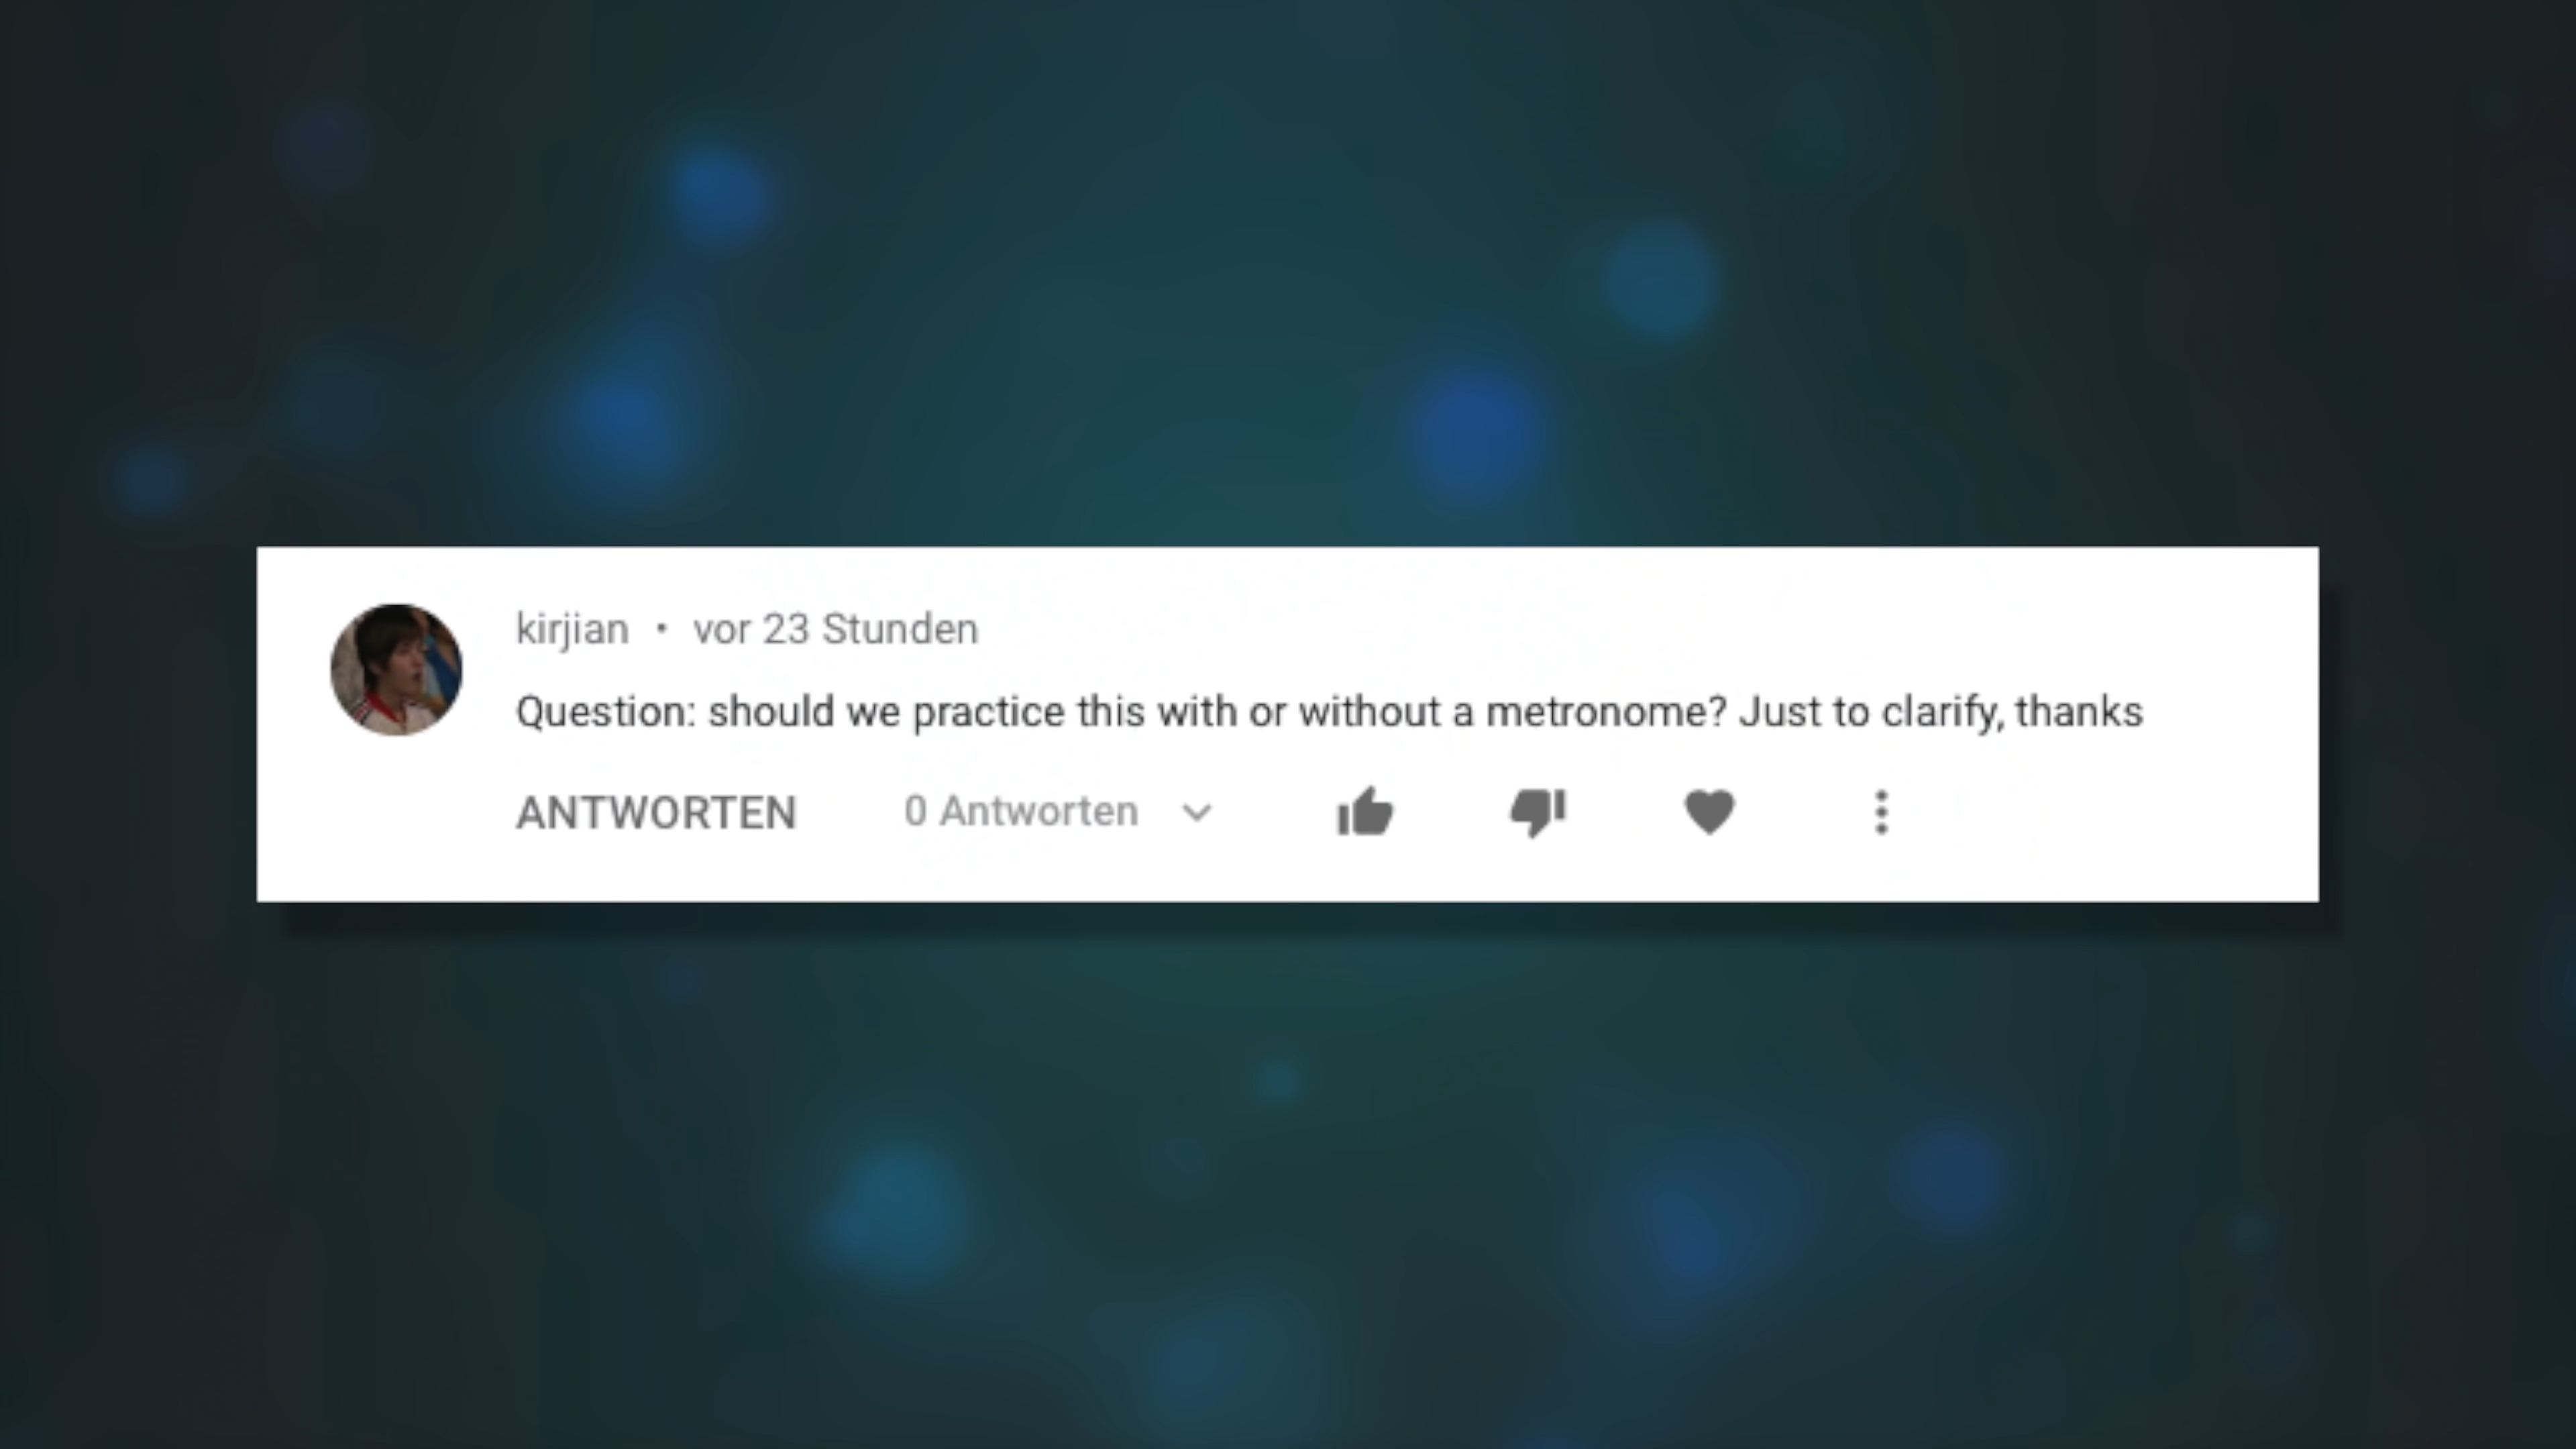 kirjian • vor 23 Stunden
Question: should we practice this with or without a metronome? Just to clarify, thanks
ANTWORTEN 0 Antworten